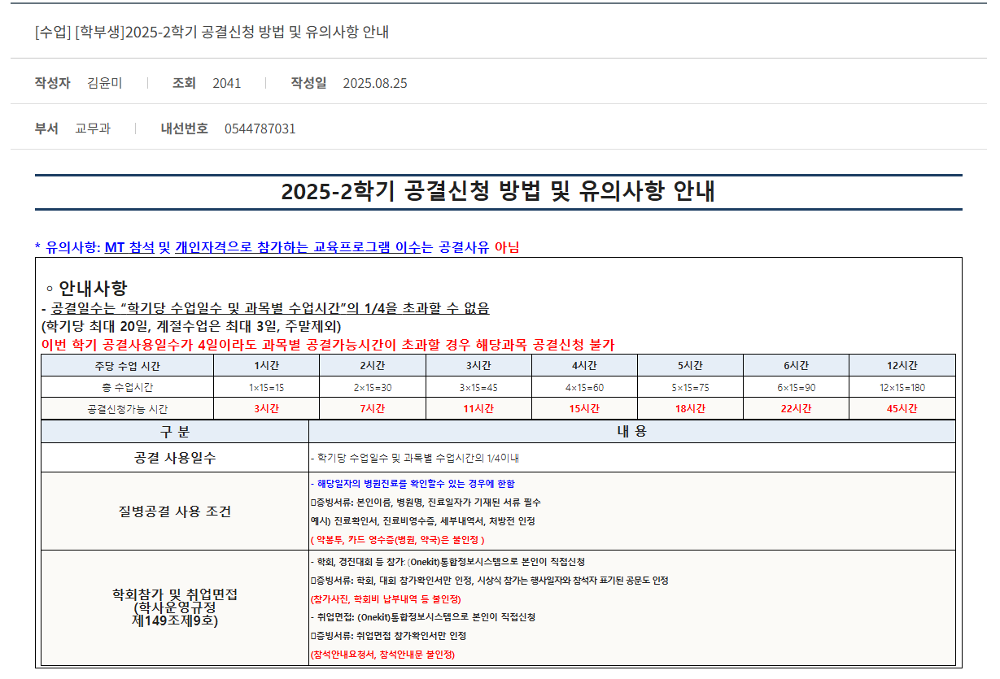 [수업] [학부생]2025-2학기 공결신청 방법 및 유의사항 안내
작성자 김윤미 조회 2041 작성일 2025.08.25
부서 교무과 내선번호 0544787031
2025-2학기 공결신청 방법 및 유의사항 안내
* 유의사항: MT 참석 및 개인자격으로 참가하는 교육프로그램 이수는 공결사유 아님
◦ 안내사항
- 공결일수는 “학기당 수업일수 및 과목별 수업시간”의 1/4을 초과할 수 없음
(학기당 최대 20일, 계절수업은 최대 3일, 주말제외)
이번 학기 공결사용일수가 4일이라도 과목별 공결가능시간이 초과할 경우 해당과목 공결신청 불가
주당 수업 시간 1시간 2시간 3시간 4시간 5시간 6시간 12시간
총 수업시간 1×15=15 2×15=30 3×15=45 4×15=60 5×15=75 6×15=90 12×15=180
공결신청가능 시간 3시간 7시간 11시간 15시간 18시간 22시간 45시간
구 분 내 용
공결 사용일수 - 학기당 수업일수 및 과목별 수업시간의 1/4이내
질병공결 사용 조건
- 해당일자의 병원진료를 확인할수 있는 경우에 한함
증빙서류: 본인이름, 병원명, 진료일자가 기재된 서류 필수
예시) 진료확인서, 진료비영수증, 세부내역서, 처방전 인정
( 약봉투, 카드 영수증(병원, 약국)은 불인정 )
학회참가 및 취업면접
(학사운영규정
제149조제9호)
- 학회, 경진대회 등 참가: (Onekit)통합정보시스템으로 본인이 직접신청
증빙서류: 학회, 대회 참가확인서만 인정, 시상식 참가는 행사일자와 참석자 표기된 공문도 인정
(참가사진, 학회비 납부내역 등 불인정)
- 취업면접: (Onekit)통합정보시스템으로 본인이 직접신청
증빙서류: 취업면접 참가확인서만 인정
(참석안내요청서, 참석안내문 불인정)